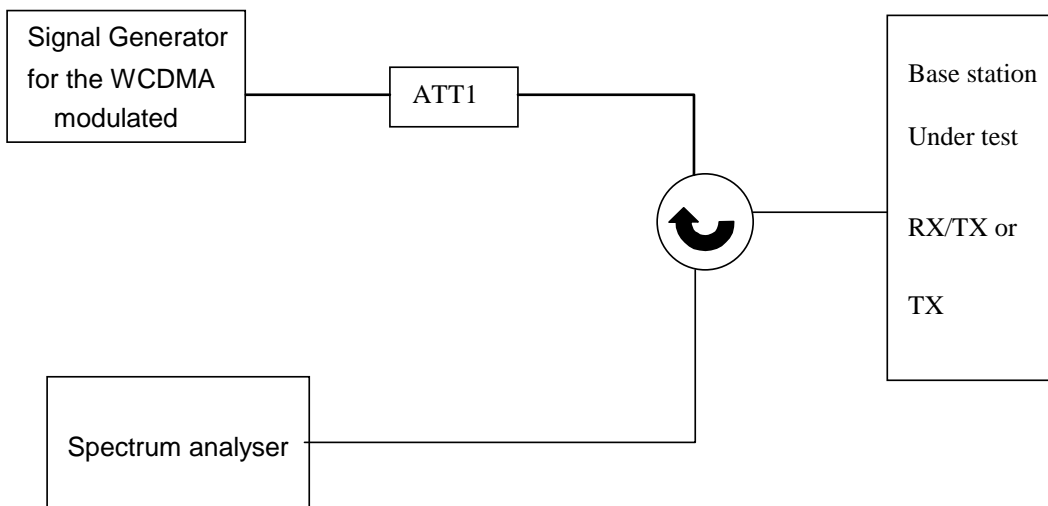 Signal Generator
for the WCDMA
modulated
ATT1
Base station
Under test
RX/TX or
TX
Spectrum analyser